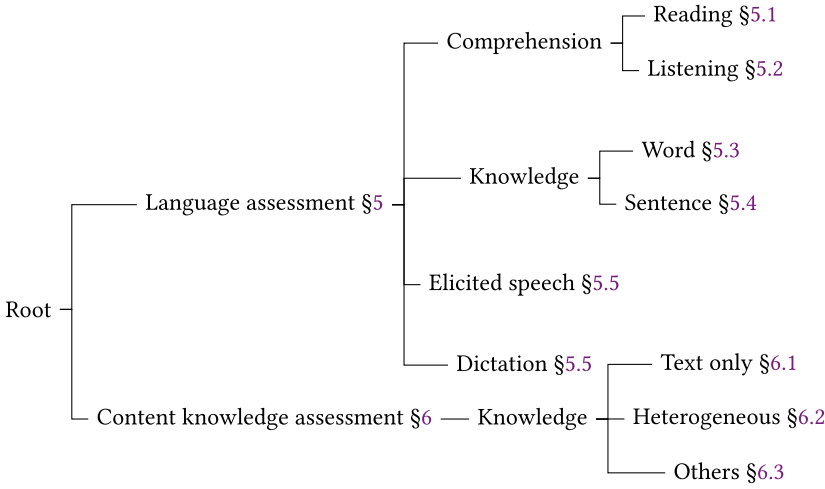 Reading §5.1
Comprehension
Listening §5.2
Word §5.3
Knowledge
Sentence §5.4
Language assessment §5
Elicited speech §5.5
Root
Dictation §5.5
Text only §6.1
Content knowledge assessment §6
Knowledge
Heterogeneous §6.2
Others §6.3